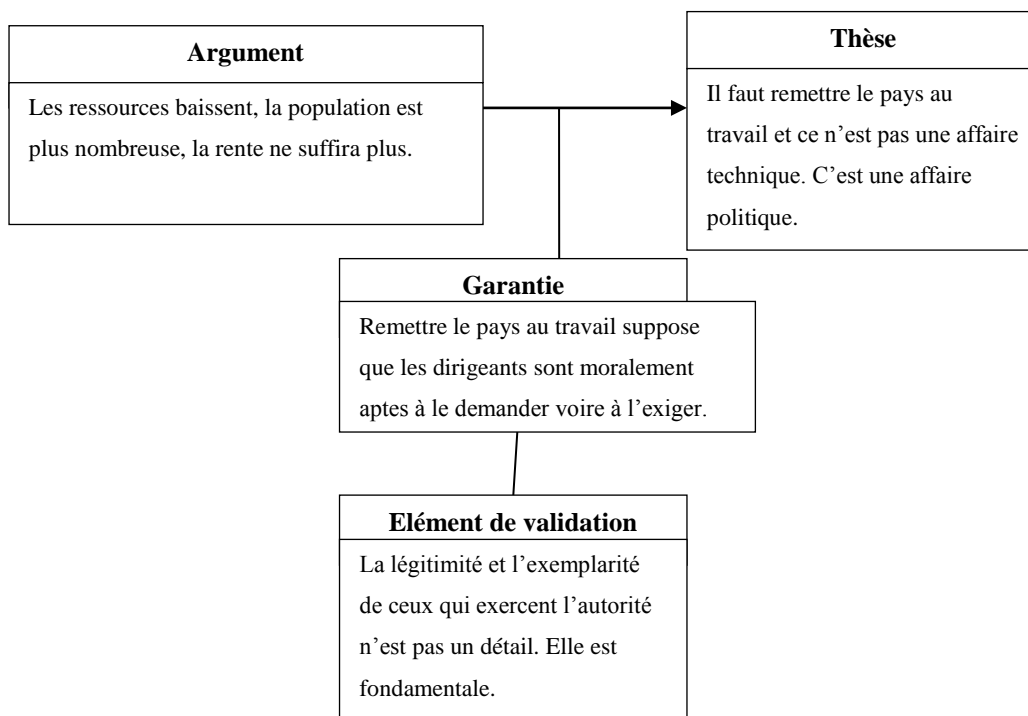 Argument
Les ressources baissent, la population est
plus nombreuse, la rente ne suffira plus.
Thèse
Il faut remettre le pays au
travail et ce n’est pas une affaire
technique. C’est une affaire
politique.
Garantie
Remettre le pays au travail suppose
que les dirigeants sont moralement
aptes à le demander voire à l’exiger.
Elément de validation
La légitimité et l’exemplarité
de ceux qui exercent l’autorité
n’est pas un détail. Elle est
fondamentale.